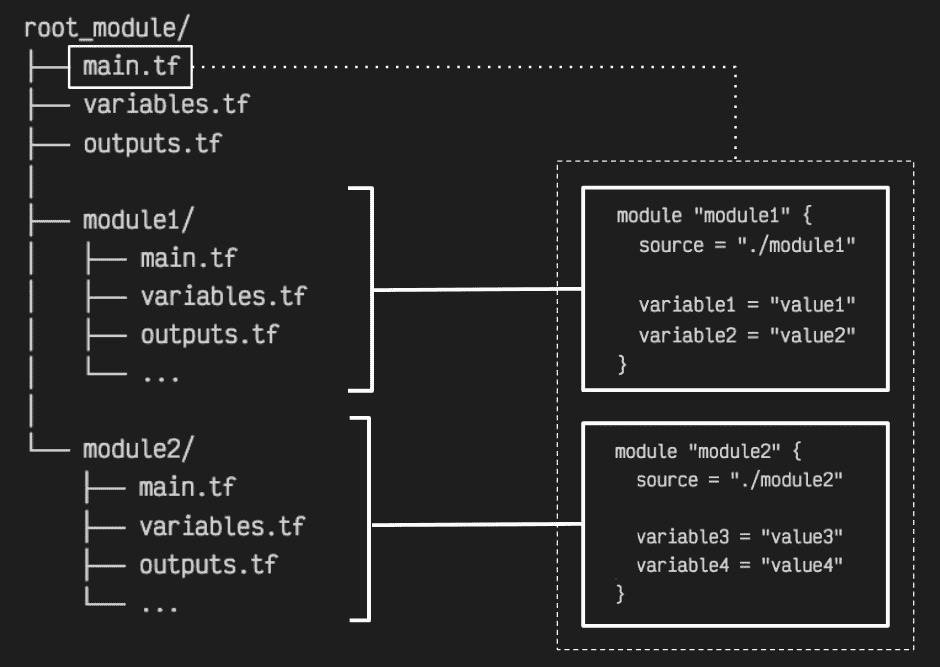 root_module/
main.tf
variables.tf
outputs.tf
module1/
main.tf
variables.tf
outputs.tf
...
module2/
main.tf
variables.tf
outputs.tf
...
module "module1" {
source = "./module1"
variable1 = "value1"
variable2 = "value2"
}
module "module2" {
source = "./module2"
variable3 = "value3"
variable4 = "value4"
}